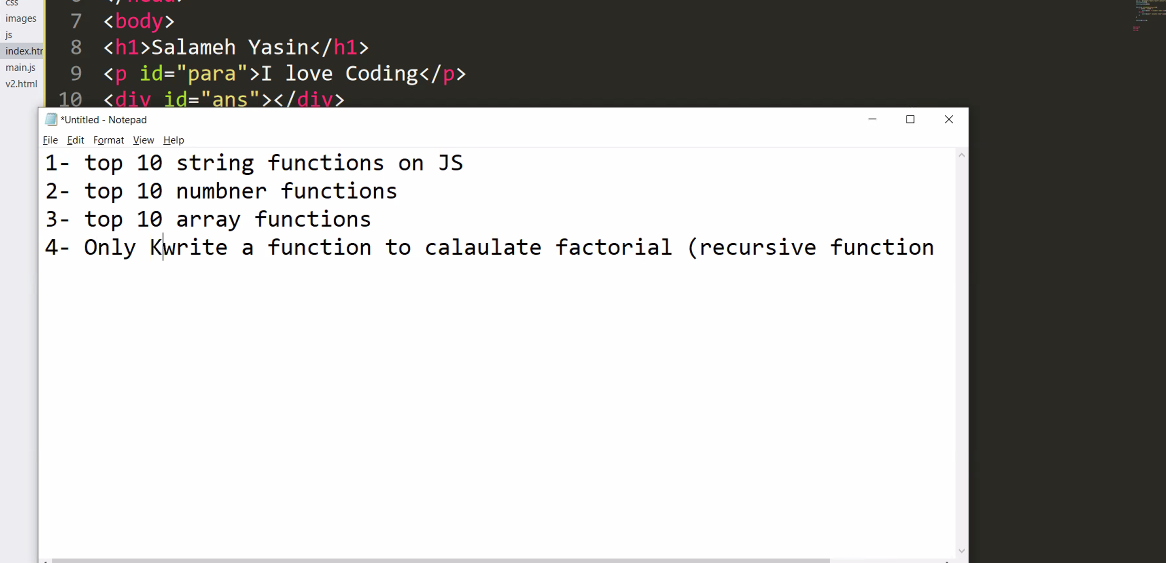 css
images
js
index.htm
main.js
v2.html
7 <body>
8 <h1>Salameh Yasin</h1>
9 <p id="para">I love Coding</p>
10 <div id="ans"></div>
*Untitled - Notepad
File Edit Format View Help
1- top 10 string functions on JS
2- top 10 numbner functions
3- top 10 array functions
4- Only Kwrite a function to calaulate factorial (recursive function